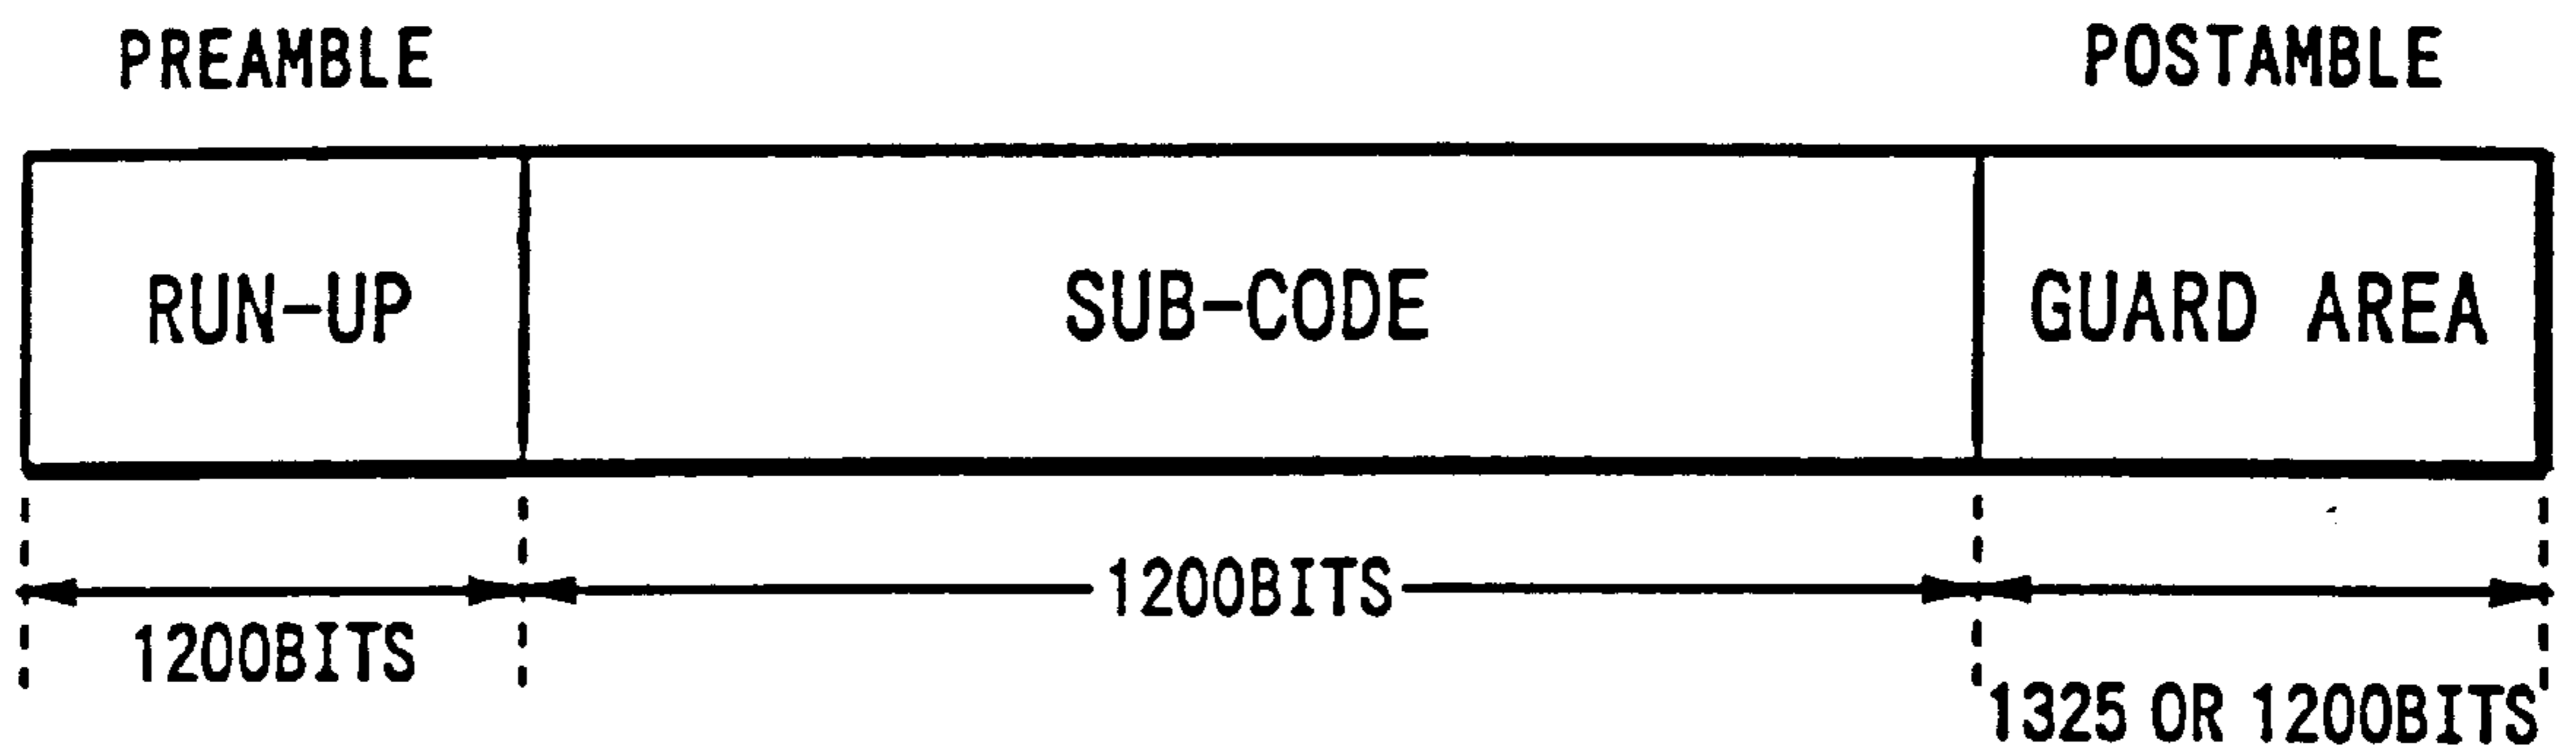 PREAMBLE
POSTAMBLE
RUN-UP
SUB-CODE
GUARD AREA
1200BITS
1200BITS
1325 OR 1200BITS